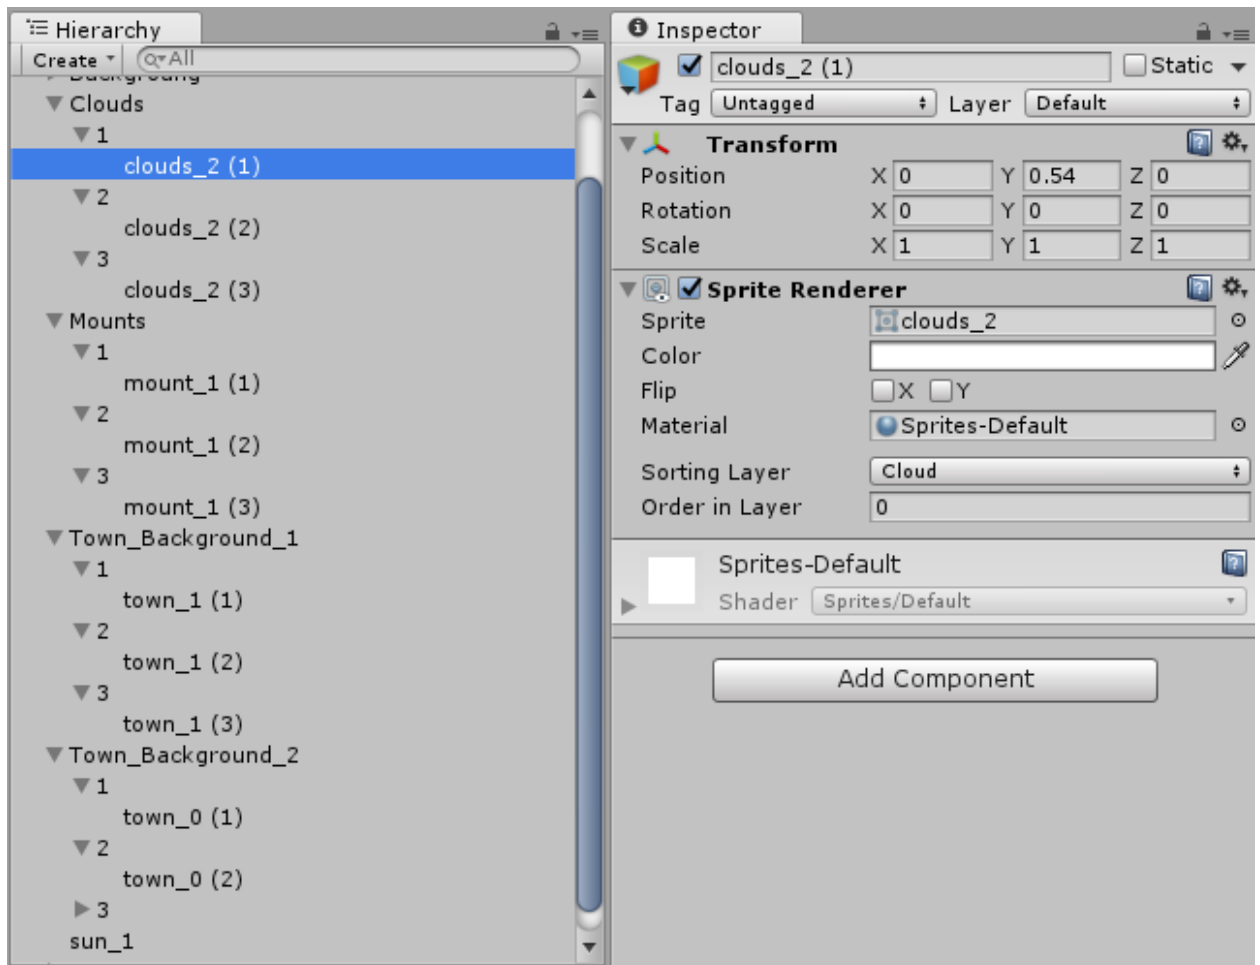 Hierarchy
Create
All
Background
Clouds
1
clouds_2 (1)
2
clouds_2 (2)
3
clouds_2 (3)
Mounts
1
mount_1 (1)
2
mount_1 (2)
3
mount_1 (3)
Town_Background_1
1
town_1 (1)
2
town_1 (2)
3
town_1 (3)
Town_Background_2
1
town_0 (1)
2
town_0 (2)
3
sun_1
Inspector
clouds_2 (1) Static
Tag Untagged Layer Default
Transform
Position X 0 Y 0.54 Z 0
Rotation X 0 Y 0 Z 0
Scale X 1 Y 1 Z 1
Sprite Renderer
Sprite clouds_2
Color
Flip X Y
Material Sprites-Default
Sorting Layer Cloud
Order in Layer 0
Sprites-Default
Shader Sprites/Default
Add Component